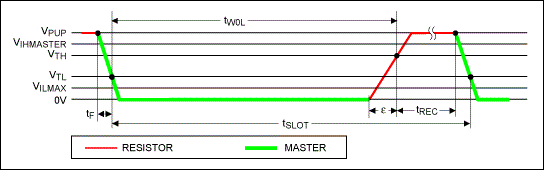 tW0L
VPUP
VIHMASTER
VTH
VTL
VILMAX
0V
tF
ε
tREC
tSLOT
RESISTOR
MASTER